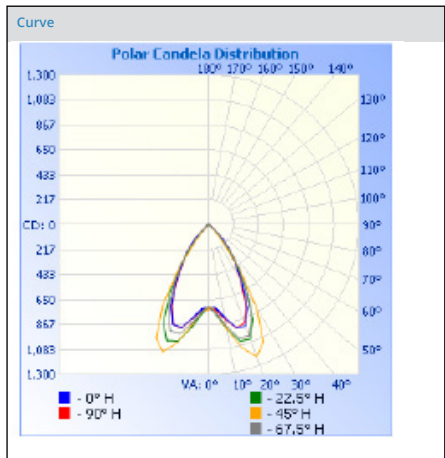 Curve
Polar Candela Distribution
180° 170° 160° 150° 140°
1,300
1,083
867
650
433
217
CD: 0
217
433
650
867
1,083
1,300
130°
120°
110°
100°
90°
80°
70°
60°
50°
VA: 0° 10° 20° 30° 40°
- 0° H
- 90° H
- 22.5° H
- 45° H
- 67.5° H